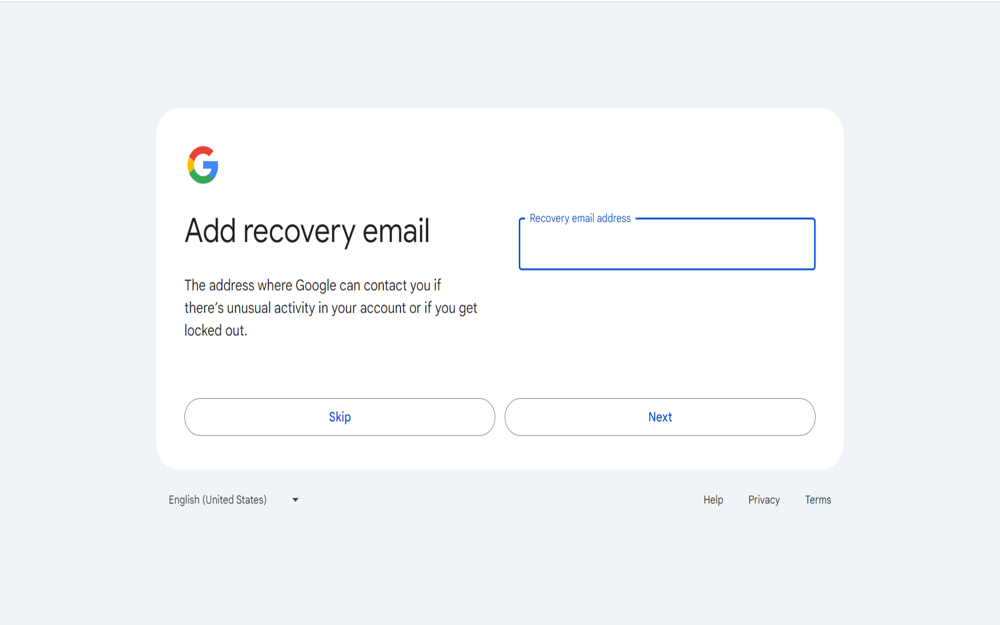 Add recovery email
The address where Google can contact you if
there’s unusual activity in your account or if you get
locked out.
Recovery email address
Skip
Next
English (United States)
Help
Privacy
Terms